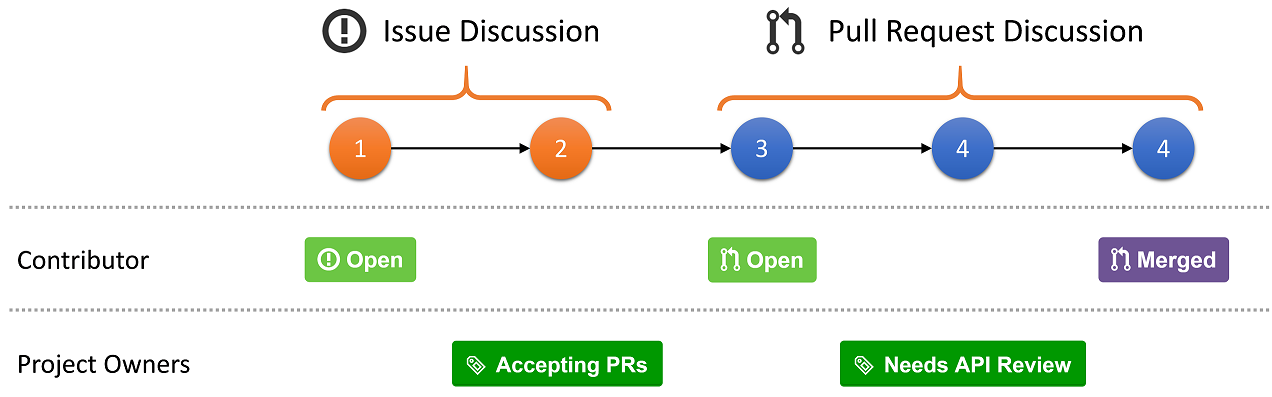 Issue Discussion
Pull Request Discussion
1 2 3 4 4
Contributor
Open
Open
Merged
Project Owners
Accepting PRs
Needs API Review